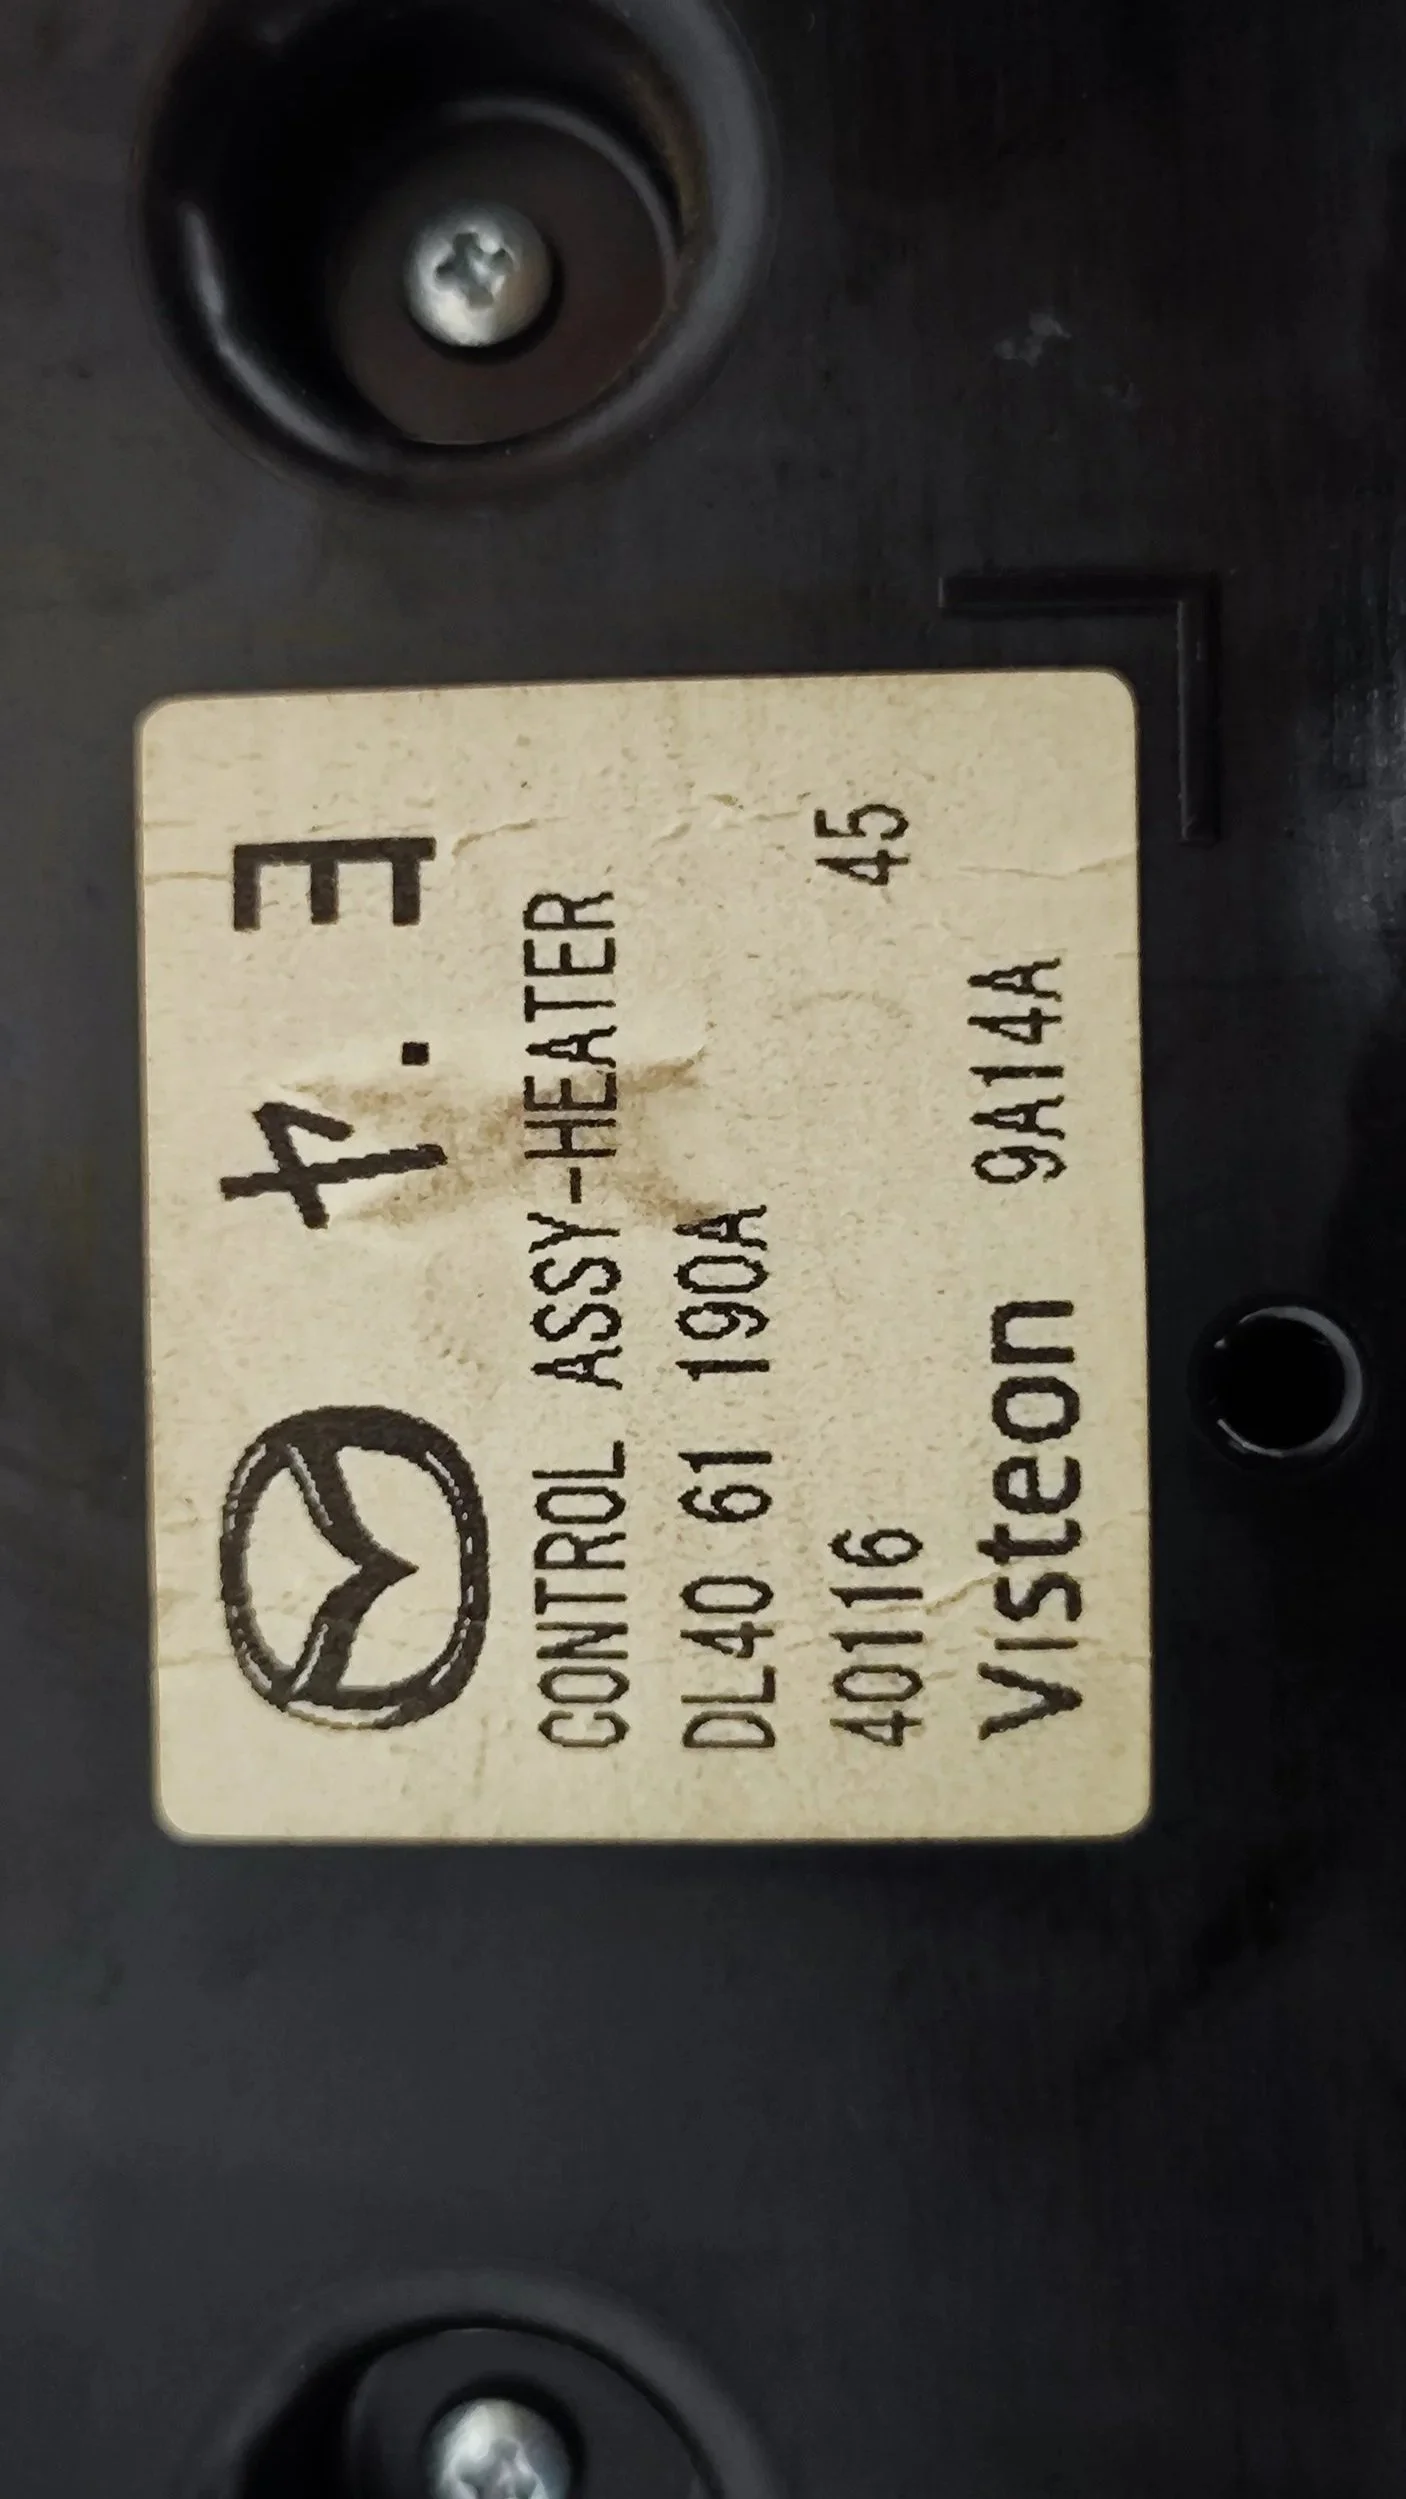 4.E
CONTROL ASSY-HEATER
DL40 61 190A
40116 45
Visteon 9A14A